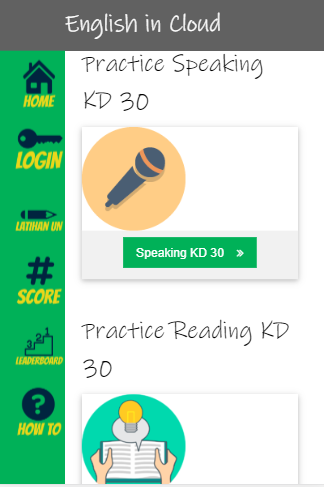 English in Cloud
HOME
LOGIN
LATIHAN UN
#
SCORE
321
LEADERBOARD
?
HOW TO
Practice Speaking
KD 30
Speaking KD 30 »
Practice Reading KD
30